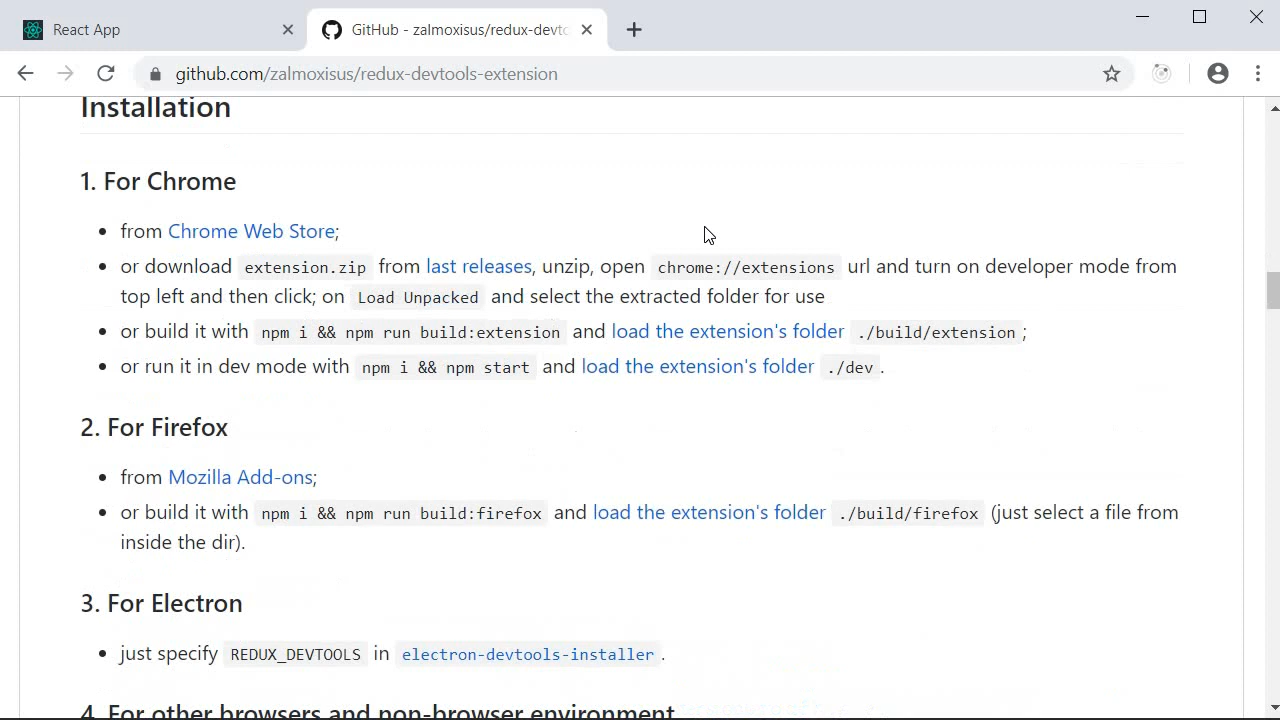 React App
GitHub - zalmoxisus/redux-devto
github.com/zalmoxisus/redux-devtools-extension
Installation
1. For Chrome
from Chrome Web Store;
or download extension.zip from last releases, unzip, open chrome://extensions url and turn on developer mode from
top left and then click; on Load Unpacked and select the extracted folder for use
or build it with npm i && npm run build:extension and load the extension's folder ./build/extension ;
or run it in dev mode with npm i && npm start and load the extension's folder ./dev .
2. For Firefox
from Mozilla Add-ons;
or build it with npm i && npm run build:firefox and load the extension's folder ./build/firefox (just select a file from
inside the dir).
3. For Electron
just specify REDUX_DEVTOOLS in electron-devtools-installer .
4. For other browsers and non-browser environment